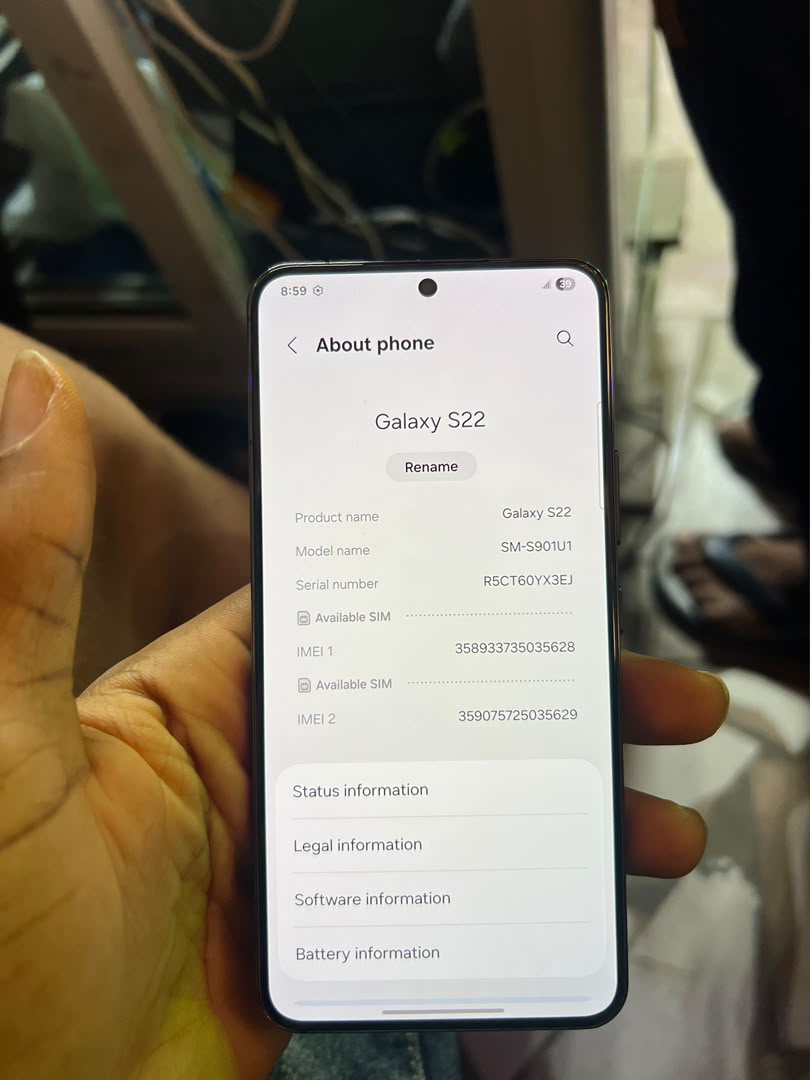 8:59
39
About phone
Galaxy S22
Rename
Product name Galaxy S22
Model name SM-S901U1
Serial number R5CT60YX3EJ
Available SIM
IMEI 1 358933735035628
Available SIM
IMEI 2 359075725035629
Status information
Legal information
Software information
Battery information